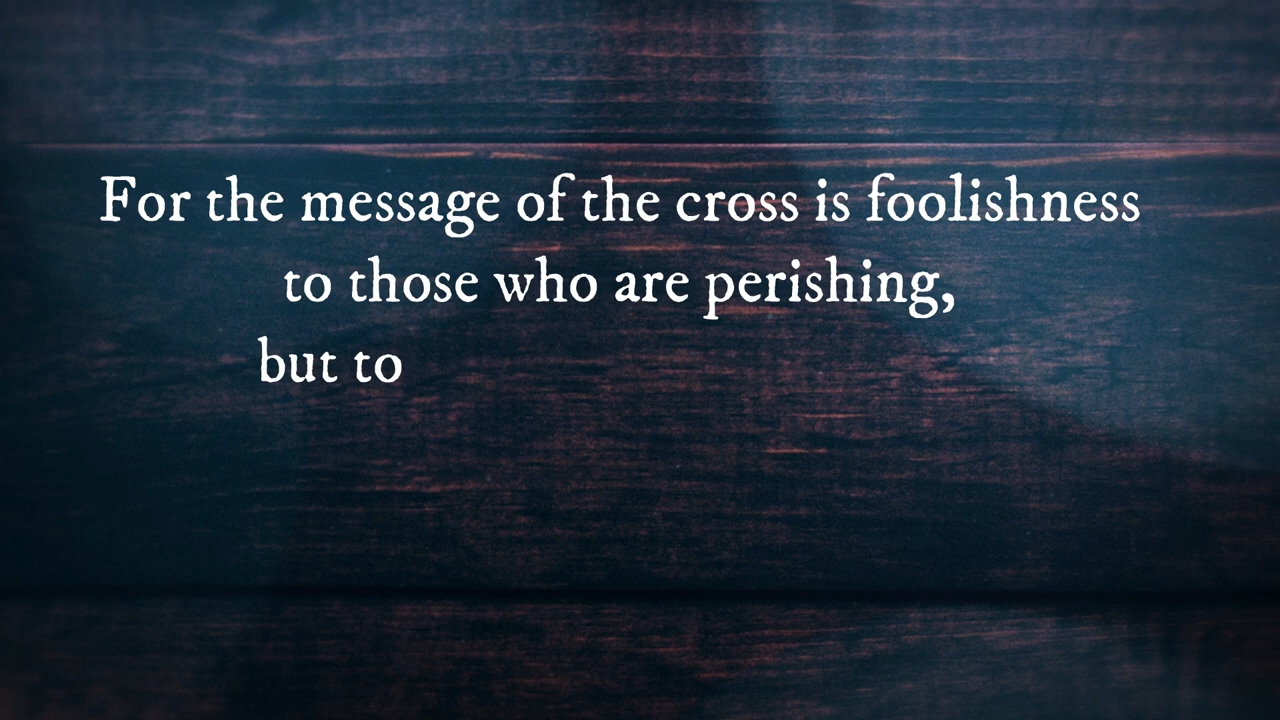 For the message of the cross is foolishness
to those who are perishing,
but to